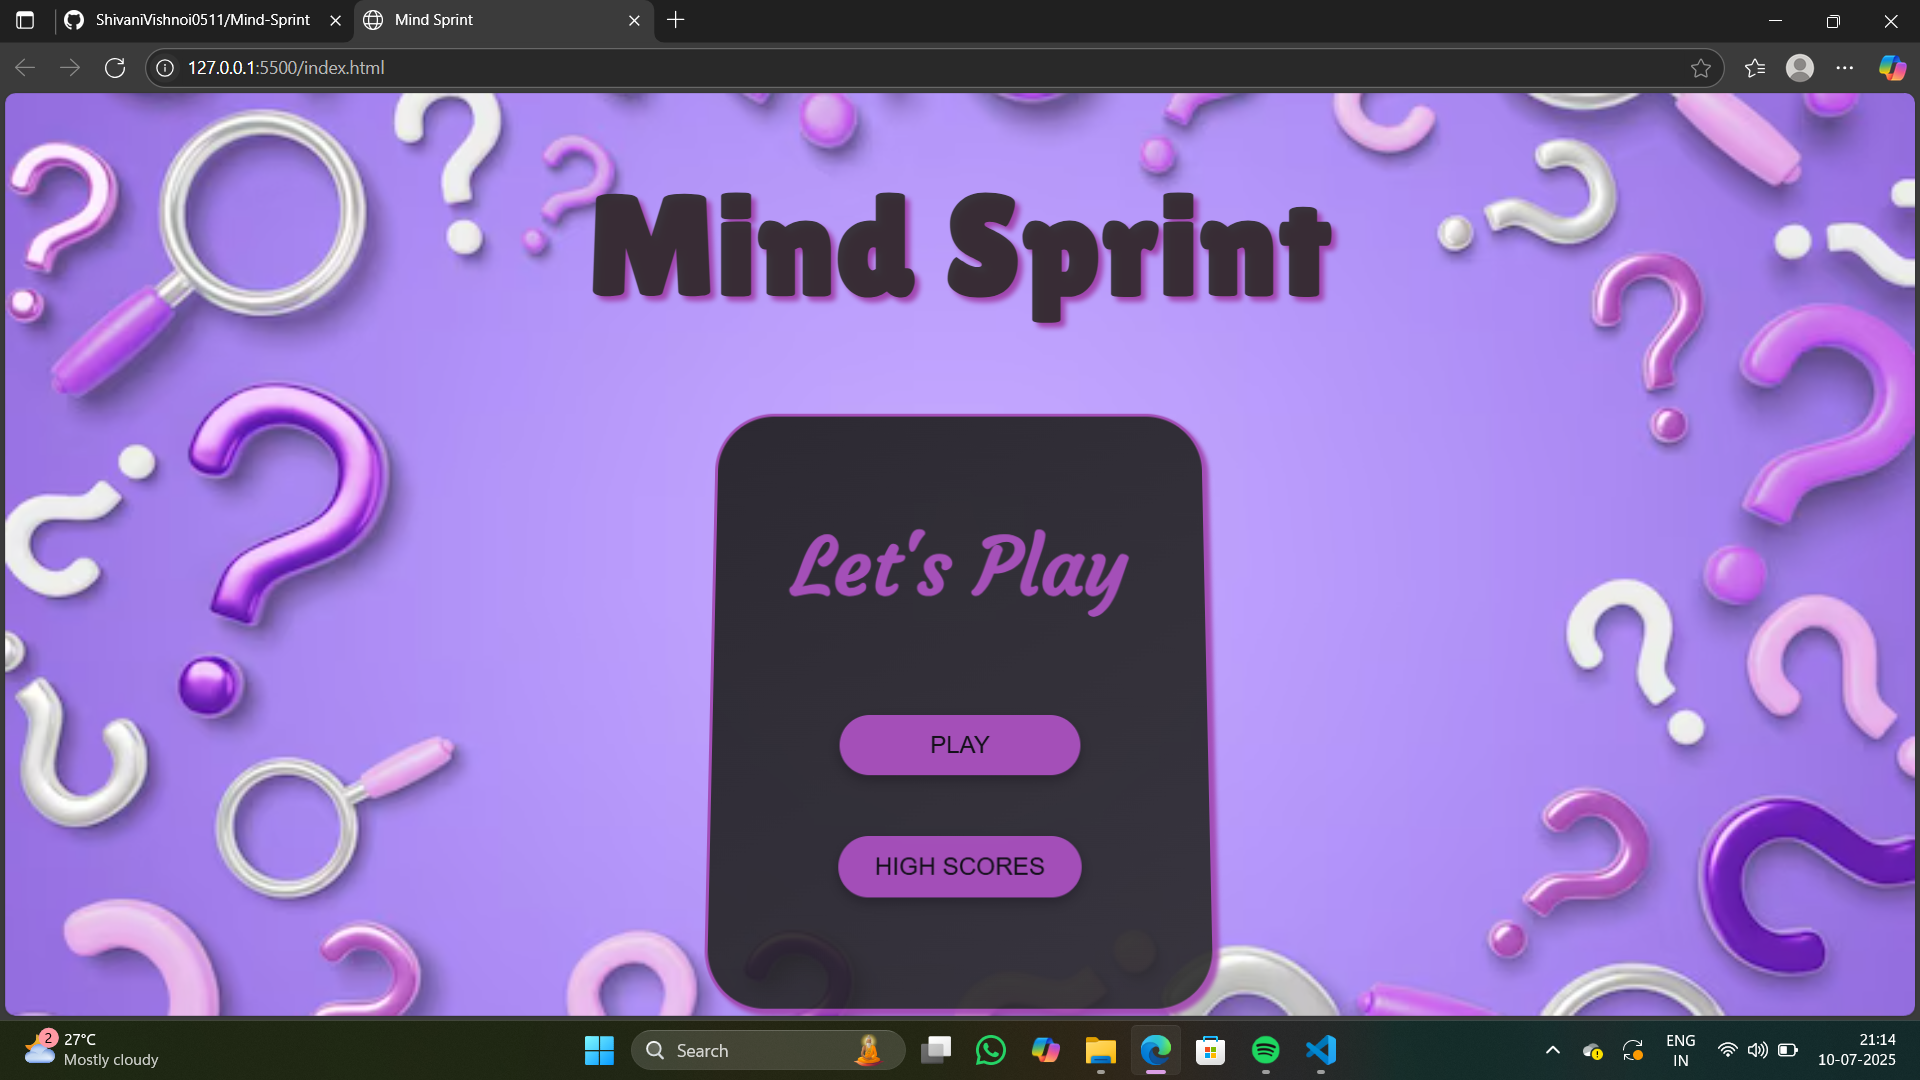 ShivaniVishnoi0511/Mind-Sprint
Mind Sprint
127.0.0.1:5500/index.html
Mind Sprint
Let's Play
PLAY
HIGH SCORES
2
27°C
Mostly cloudy
Search
ENG
IN
21:14
10-07-2025